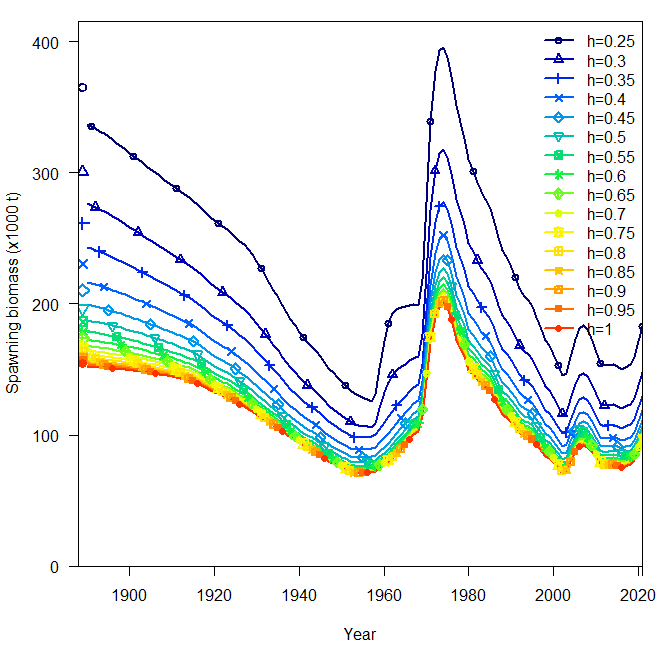 Spawning biomass (x1000 t)
400
300
200
100
0
1900 1920 1940 1960 1980 2000 2020
Year
h=0.25
h=0.3
h=0.35
h=0.4
h=0.45
h=0.5
h=0.55
h=0.6
h=0.65
h=0.7
h=0.75
h=0.8
h=0.85
h=0.9
h=0.95
h=1